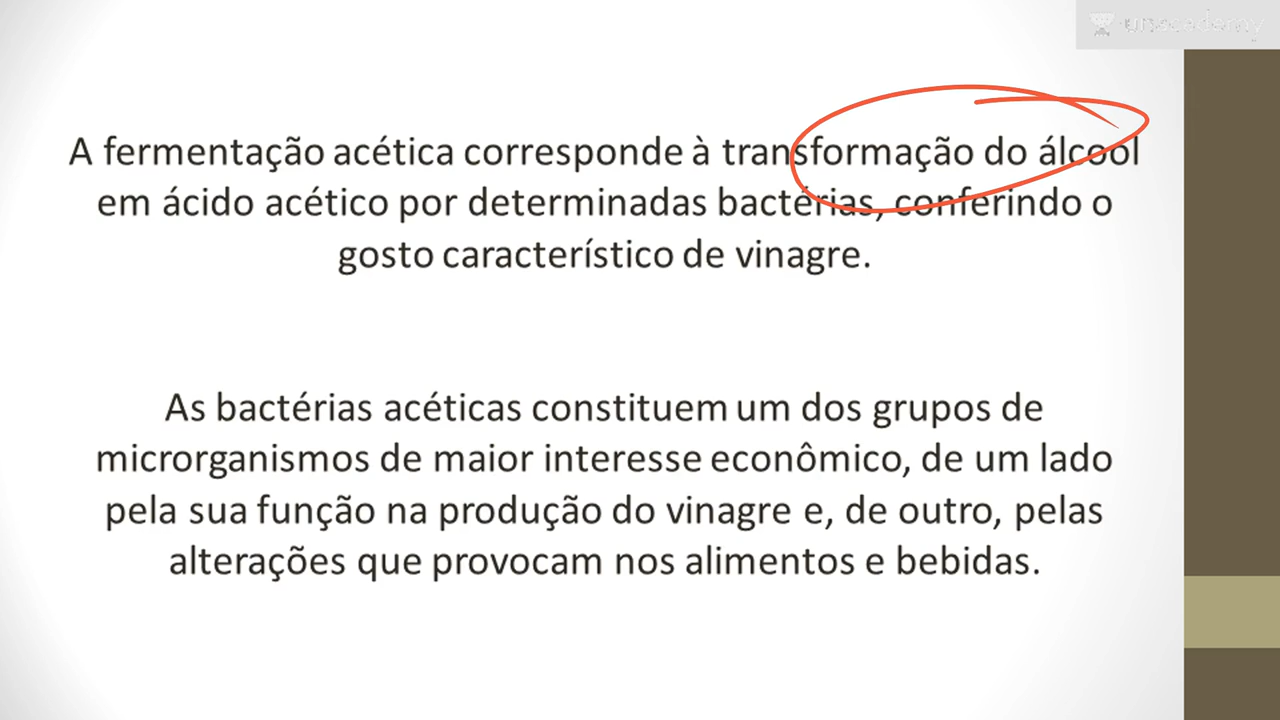 unacademy
A fermentação acética corresponde à transformação do álcool
em ácido acético por determinadas bactérias, conferindo o
gosto característico de vinagre.
As bactérias acéticas constituem um dos grupos de
microrganismos de maior interesse econômico, de um lado
pela sua função na produção do vinagre e, de outro, pelas
alterações que provocam nos alimentos e bebidas.